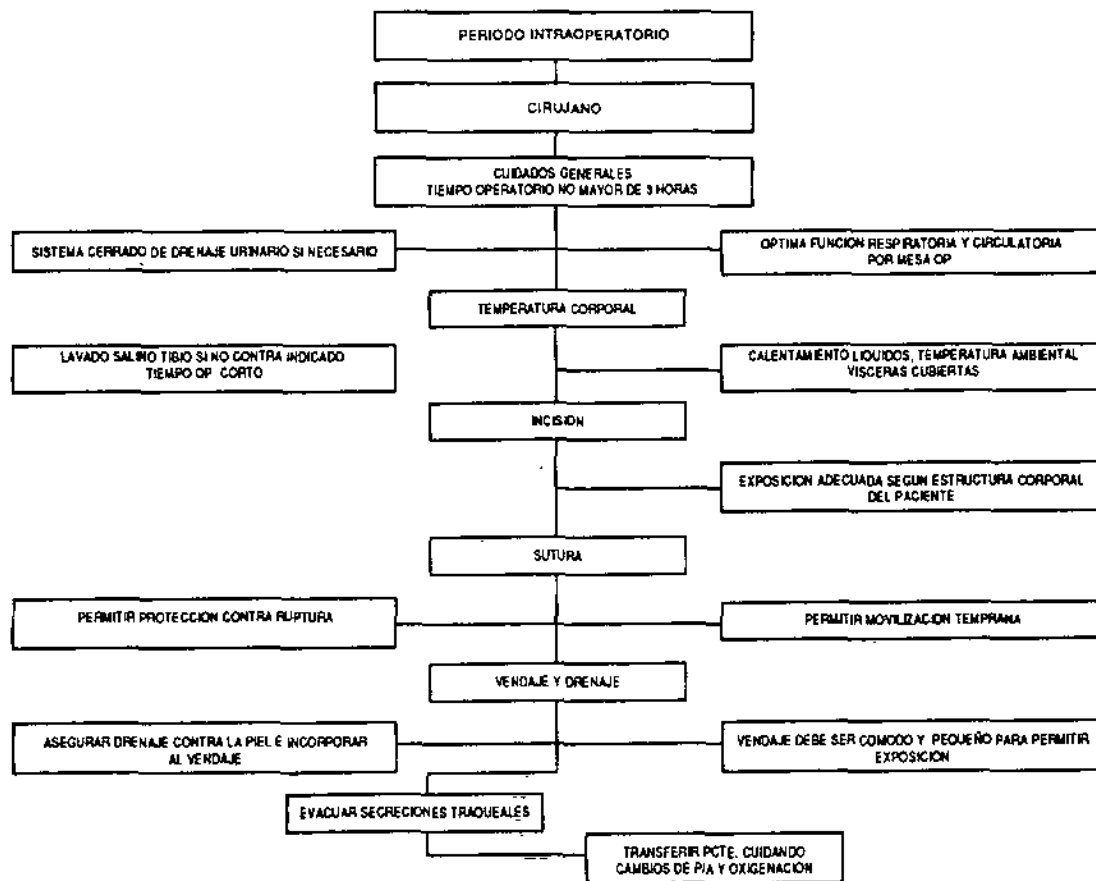 PERIODO INTRAOPERATORIO
CIRUJANO
CUIDADOS GENERALES
TIEMPO OPERATORIO NO MAYOR DE 3 HORAS
SISTEMA CERRADO DE DRENAJE URINARIO SI NECESARIO
OPTIMA FUNCION RESPIRATORIA Y CIRCULATORIA
POR MESA OP
TEMPERATURA CORPORAL
LAVADO SALINO TIBIO SI NO CONTRA INDICADO
TIEMPO OP CORTO
CALENTAMIENTO LIQUIDOS, TEMPERATURA AMBIENTAL
VISCERAS CUBIERTAS
INCISION
EXPOSICION ADECUADA SEGUN ESTRUCTURA CORPORAL
DEL PACIENTE
SUTURA
PERMITIR PROTECCION CONTRA RUPTURA
PERMITIR MOVILIZACION TEMPRANA
VENDAJE Y DRENAJE
ASEGURAR DRENAJE CONTRA LA PIEL E INCORPORAR
AL VENDAJE
VENDAJE DEBE SER COMODO Y PEQUEÑO PARA PERMITIR
EXPOSICION
EVACUAR SECRECIONES TRAQUEALES
TRANSFERIR PCTE. CUIDANDO
CAMBIOS DE P/A Y OXIGENACION